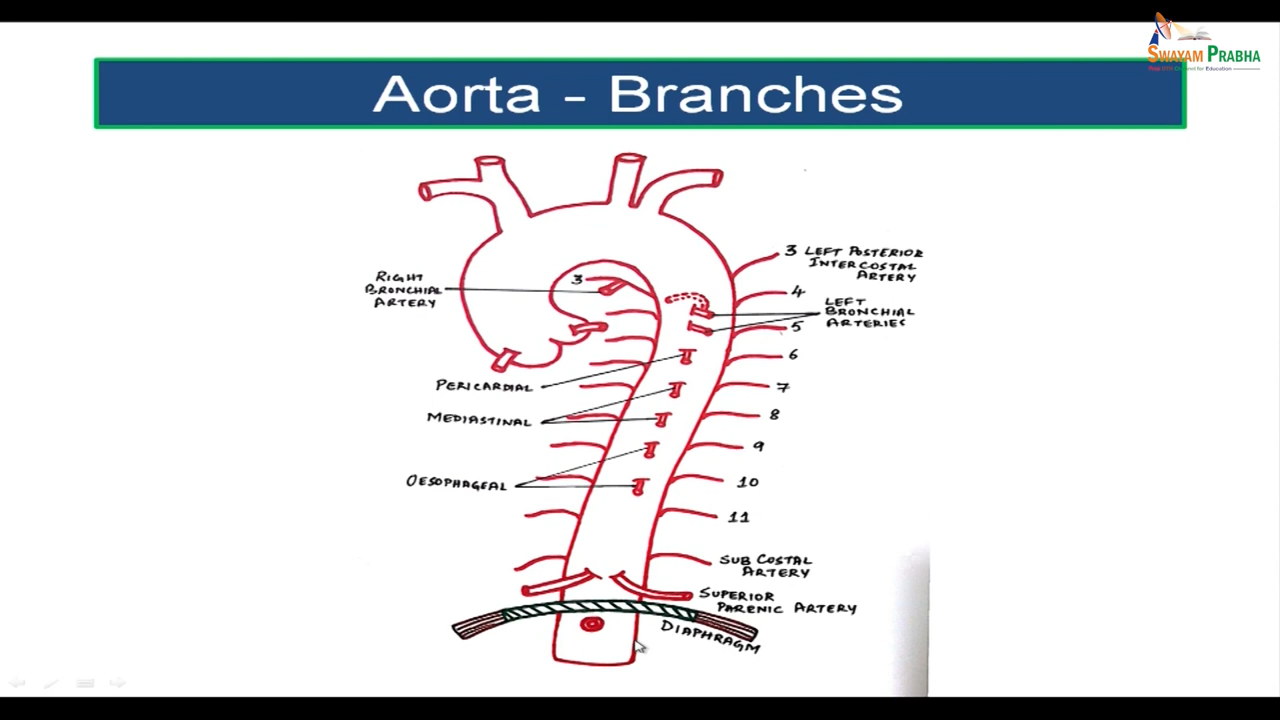 SWAYAM PRABHA
Aorta - Branches
3 LEFT POSTERIOR
INTERCOSTAL
ARTERY
RIGHT
BRONCHIAL
ARTERY
3
4
LEFT
BRONCHIAL
ARTERIES
5
6
PERICARDIAL
7
MEDIASTINAL
8
9
OESOPHAGEAL
10
11
SUB COSTAL
ARTERY
SUPERIOR
PARENIC ARTERY
DIAPHRAGM